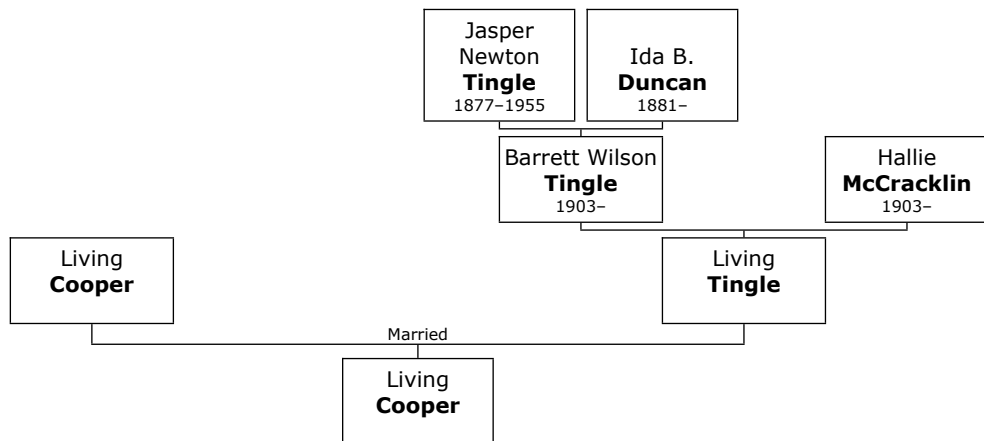 Jasper
Newton
Tingle
1877–1955
Ida B.
Duncan
1881–
Barrett Wilson
Tingle
1903–
Hallie
McCracklin
1903–
Living
Cooper
Living
Tingle
Married
Living
Cooper